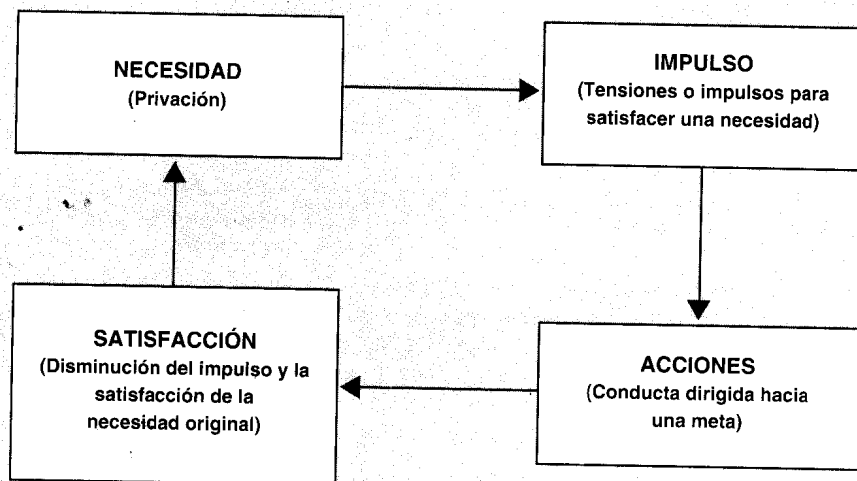 NECESIDAD
(Privación)
IMPULSO
(Tensiones o impulsos para
satisfacer una necesidad)
SATISFACCIÓN
(Disminución del impulso y la
satisfacción de la
necesidad original)
ACCIONES
(Conducta dirigida hacia
una meta)